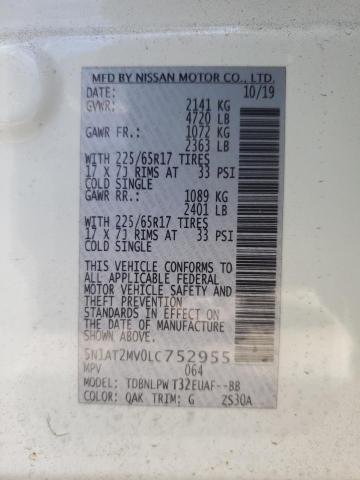 MFD BY NISSAN MOTOR CO., LTD.
DATE: 10/19
GVWR: 2141 KG
4720 LB
GAWR FR.: 1072 KG
2363 LB
WITH 225/65R17 TIRES
17 X 7J RIMS AT 33 PSI
COLD SINGLE
GAWR RR.: 1089 KG
2401 LB
WITH 225/65R17 TIRES
17 X 7J RIMS AT 33 PSI
COLD SINGLE
THIS VEHICLE CONFORMS TO
ALL APPLICABLE FEDERAL
MOTOR VEHICLE SAFETY AND
THEFT PREVENTION
STANDARDS IN EFFECT ON
THE DATE OF MANUFACTURE
SHOWN ABOVE.
5N1AT2MV0LC752955
MPV 064
MODEL: TDBNLPW T32EUAF--BB
COLOR: QAK TRIM: G ZS30A